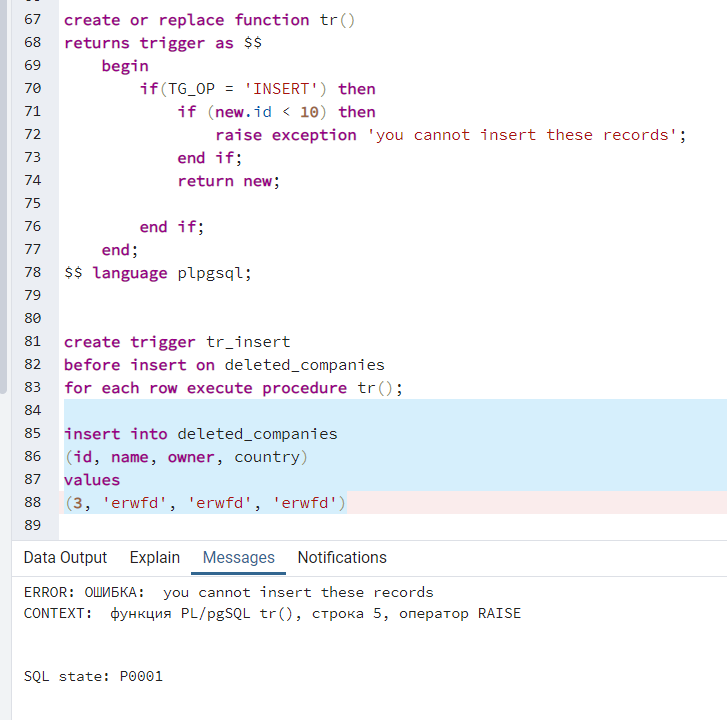 67 create or replace function tr()
68 returns trigger as $$
69     begin
70         if(TG_OP = 'INSERT') then
71             if (new.id < 10) then
72                 raise exception 'you cannot insert these records';
73             end if;
74             return new;
75
76         end if;
77     end;
78 $$ language plpgsql;
79
80
81 create trigger tr_insert
82 before insert on deleted_companies
83 for each row execute procedure tr();
84
85 insert into deleted_companies
86 (id, name, owner, country)
87 values
88 (3, 'erwfd', 'erwfd', 'erwfd')
89
Data Output Explain Messages Notifications
ERROR: ОШИБКА:  you cannot insert these records
CONTEXT:  функция PL/pgSQL tr(), строка 5, оператор RAISE
SQL state: P0001